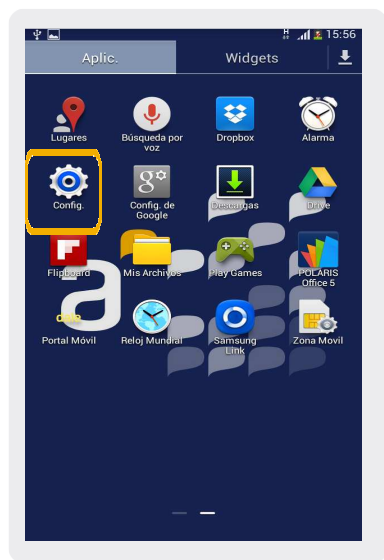 H
15:56
Aplic.
Widgets
Lugares
Búsqueda por
voz
Dropbox
Alarma
Config.
g+
Config. de
Google
Descargas
Drive
Flipboard
Mis Archivos
Play Games
POLARIS
Office 5
a
Portal Móvil
Reloj Mundial
Samsung
Link
Zona Movil